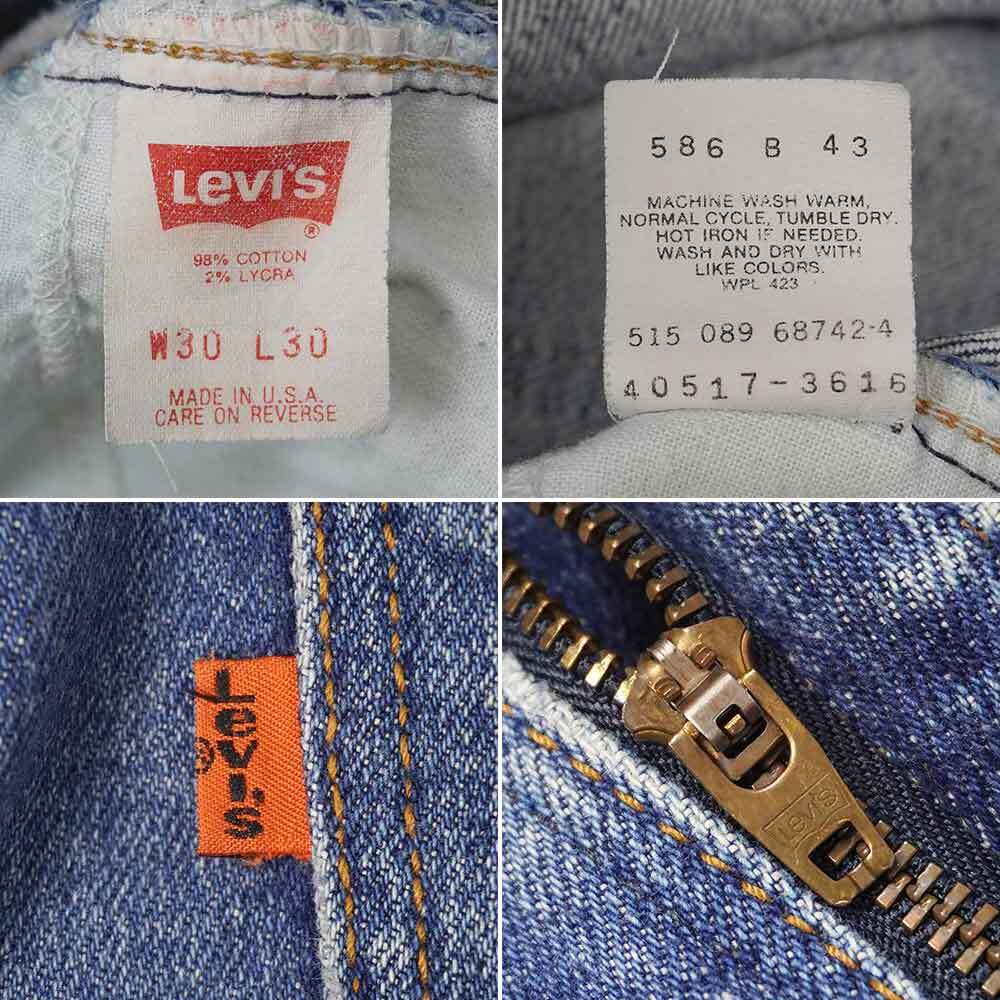 LEVI'S
®
98% COTTON
2% LYCRA
W30 L30
MADE IN U.S.A.
CARE ON REVERSE
586 B 43
MACHINE WASH WARM,
NORMAL CYCLE, TUMBLE DRY.
HOT IRON IF NEEDED.
WASH AND DRY WITH
LIKE COLORS.
WPL 423
515 089 68742-4
40517-3616
LEVI'S
®
Levi's